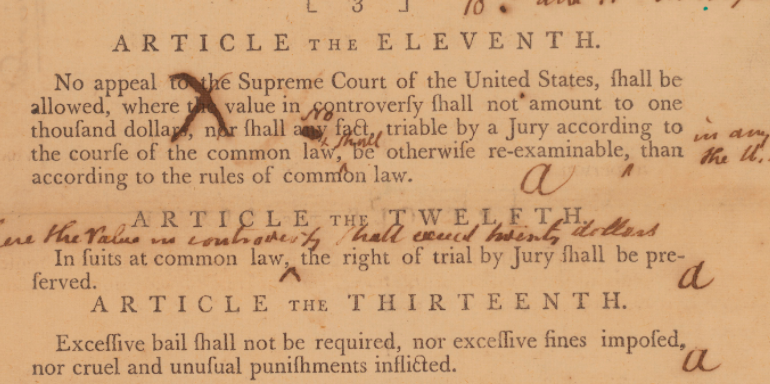 [ 3 ] 10.
ARTICLE THE ELEVENTH.
No appeal to the Supreme Court of the United States, ſhall be
allowed, where the value in controverſy ſhall not amount to one
No
thouſand dollars, nor ſhall any fact, triable by a Jury according to in any
ſhall
the courſe of the common law, be otherwiſe re-examinable, ‸ than the U.
according to the rules of common law. a
ARTICLE THE TWELFTH.
the Value in controverſy ſhall exceed twenty dollars
In ſuits at common law, ‸ the right of trial by Jury ſhall be pre-
ſerved. a
ARTICLE THE THIRTEENTH.
Exceſſive bail ſhall not be required, nor exceſſive fines impoſed,
nor cruel and unuſual puniſhments inflicted. a